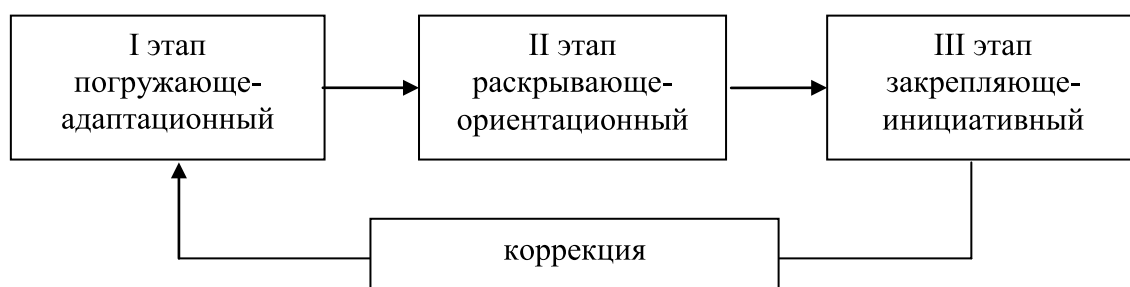 I этап
погружающе-
адаптационный
II этап
раскрывающе-
ориентационный
III этап
закрепляюще-
инициативный
коррекция